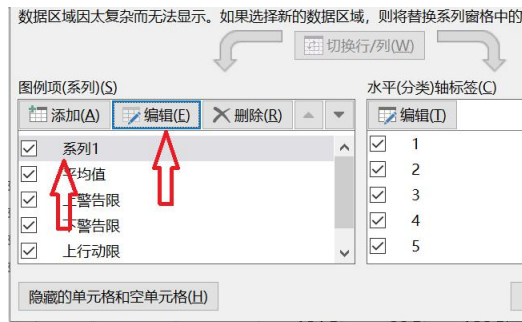 数据区域因太复杂而无法显示。如果选择新的数据区域，则将替换系列窗格中的
切换行/列(W)
图例项(系列)(S)
水平(分类)轴标签(C)
添加(A) 编辑(E) 删除(R)
编辑(I)
系列1
平均值
警告限
下警告限
上行动限
1
2
3
4
5
隐藏的单元格和空单元格(H)